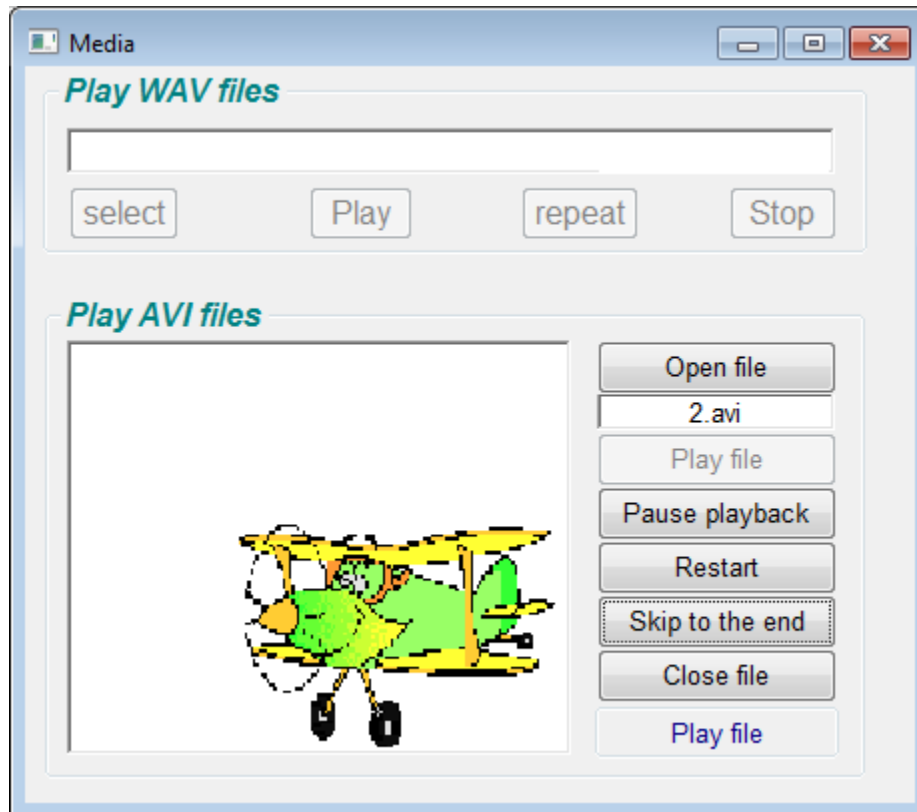 Media
Play WAV files
select Play repeat Stop
Play AVI files
Open file
2.avi
Play file
Pause playback
Restart
Skip to the end
Close file
Play file